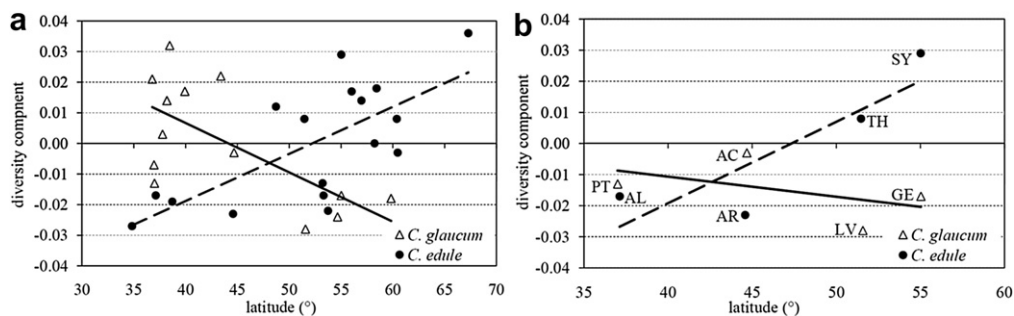 a
diversity component
0.04
0.03
0.02
0.01
0.00
-0.01
-0.02
-0.03
-0.04
30 35 40 45 50 55 60 65 70
latitude (°)
△ C. glaucum
● C. edule
b
diversity component
0.04
0.03
0.02
0.01
0.00
-0.01
-0.02
-0.03
-0.04
SY
TH
AC
PT
AL
GE
AR
LV
35 40 45 50 55 60
latitude (°)
△ C. glaucum
● C. edule